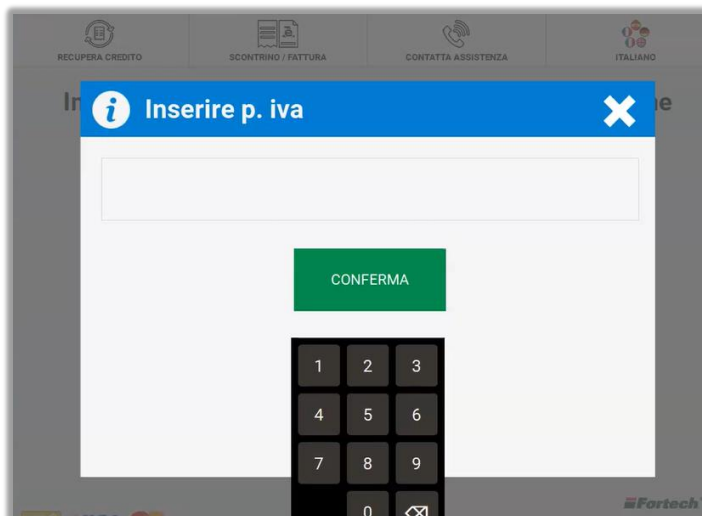 RECUPERA CREDITO
SCONTRINO / FATTURA
CONTATTA ASSISTENZA
ITALIANO
Inserire p. iva
CONFERMA
1 2 3
4 5 6
7 8 9
0
Fortech